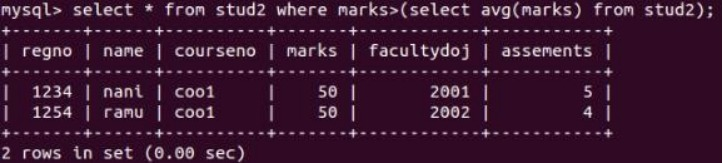 mysql> select * from stud2 where marks>(select avg(marks) from stud2);
+-------+------+----------+-------+------------+-----------+
| regno | name | courseno | marks | facultydoj | assements |
+-------+------+----------+-------+------------+-----------+
| 1234 | nani | coo1 | 50 | 2001 | 5 |
| 1254 | ramu | coo1 | 50 | 2002 | 4 |
+-------+------+----------+-------+------------+-----------+
2 rows in set (0.00 sec)